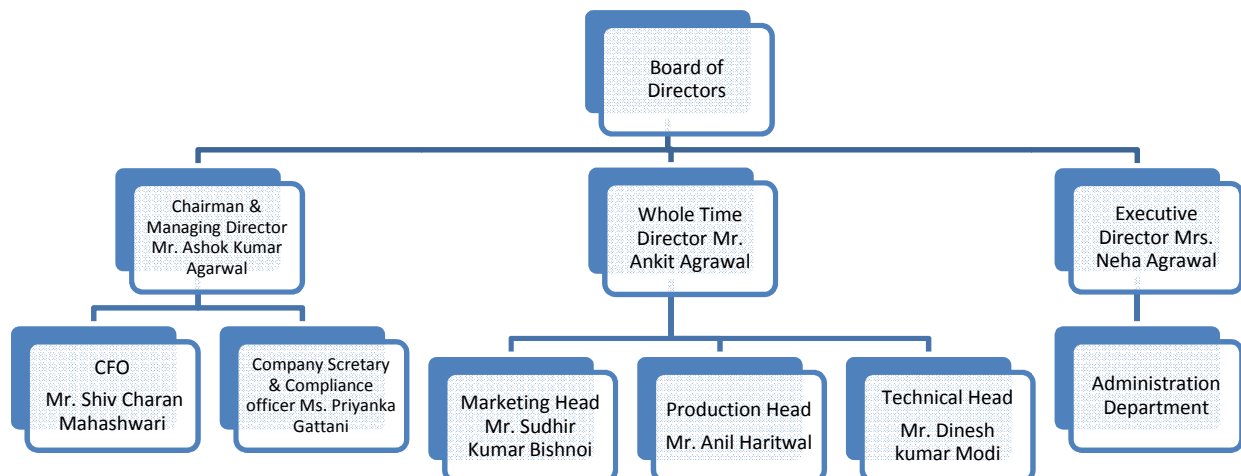 Board of
Directors
Chairman &
Managing Director
Mr. Ashok Kumar
Agarwal
Whole Time
Director Mr.
Ankit Agrawal
Executive
Director Mrs.
Neha Agrawal
CFO
Mr. Shiv Charan
Mahashwari
Company Scretary
& Compliance
officer Ms. Priyanka
Gattani
Marketing Head
Mr. Sudhir
Kumar Bishnoi
Production Head
Mr. Anil Haritwal
Technical Head
Mr. Dinesh
kumar Modi
Administration
Department